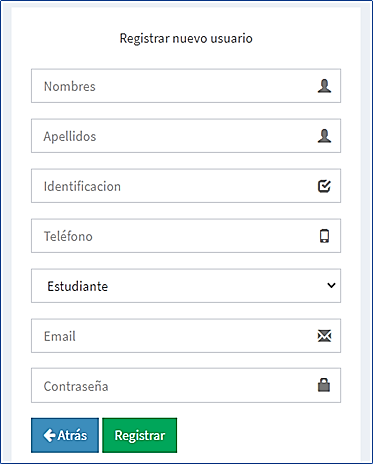 Registrar nuevo usuario
Nombres
Apellidos
Identificacion
Teléfono
Estudiante
Email
Contraseña
Atrás Registrar